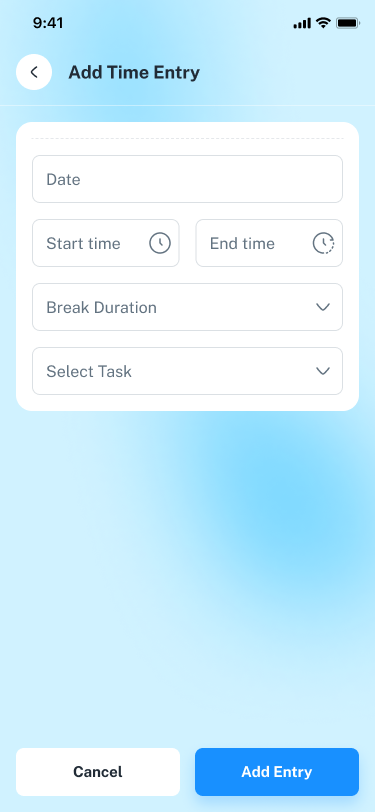 9:41
Add Time Entry
Date
Start time End time
Break Duration
Select Task
Cancel Add Entry